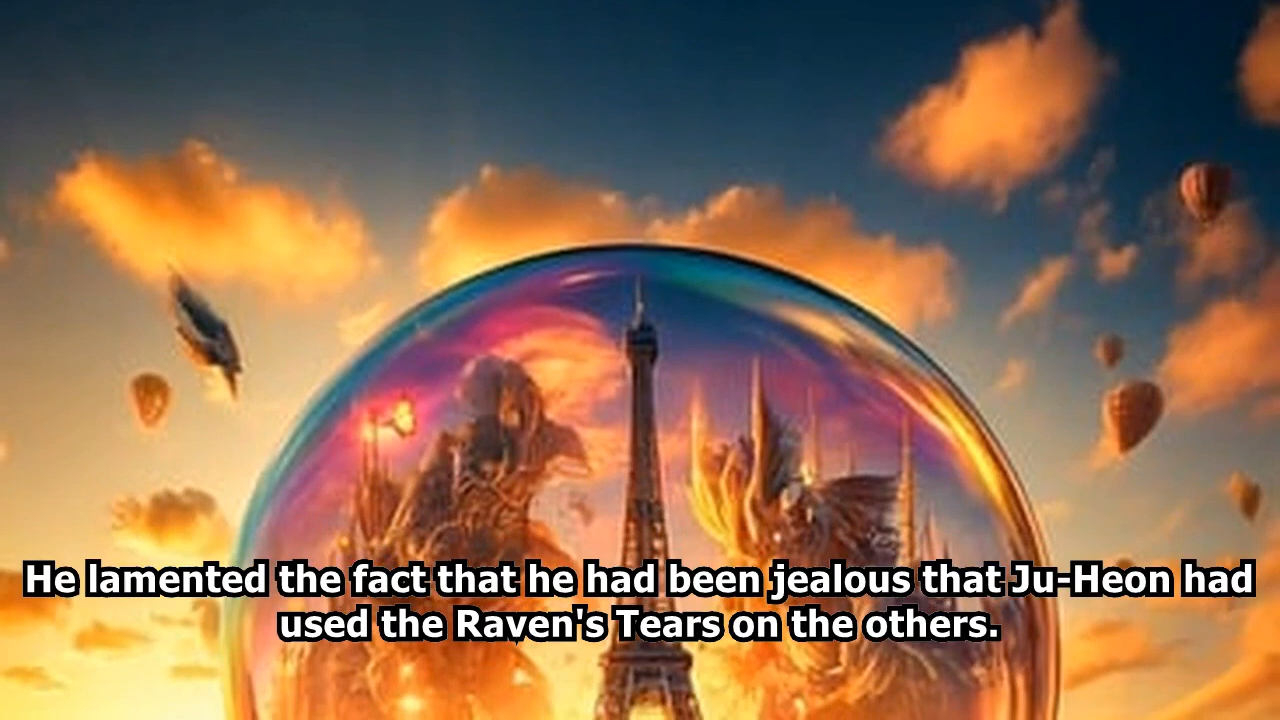 He lamented the fact that he had been jealous that Ju-Heon had
used the Raven's Tears on the others.